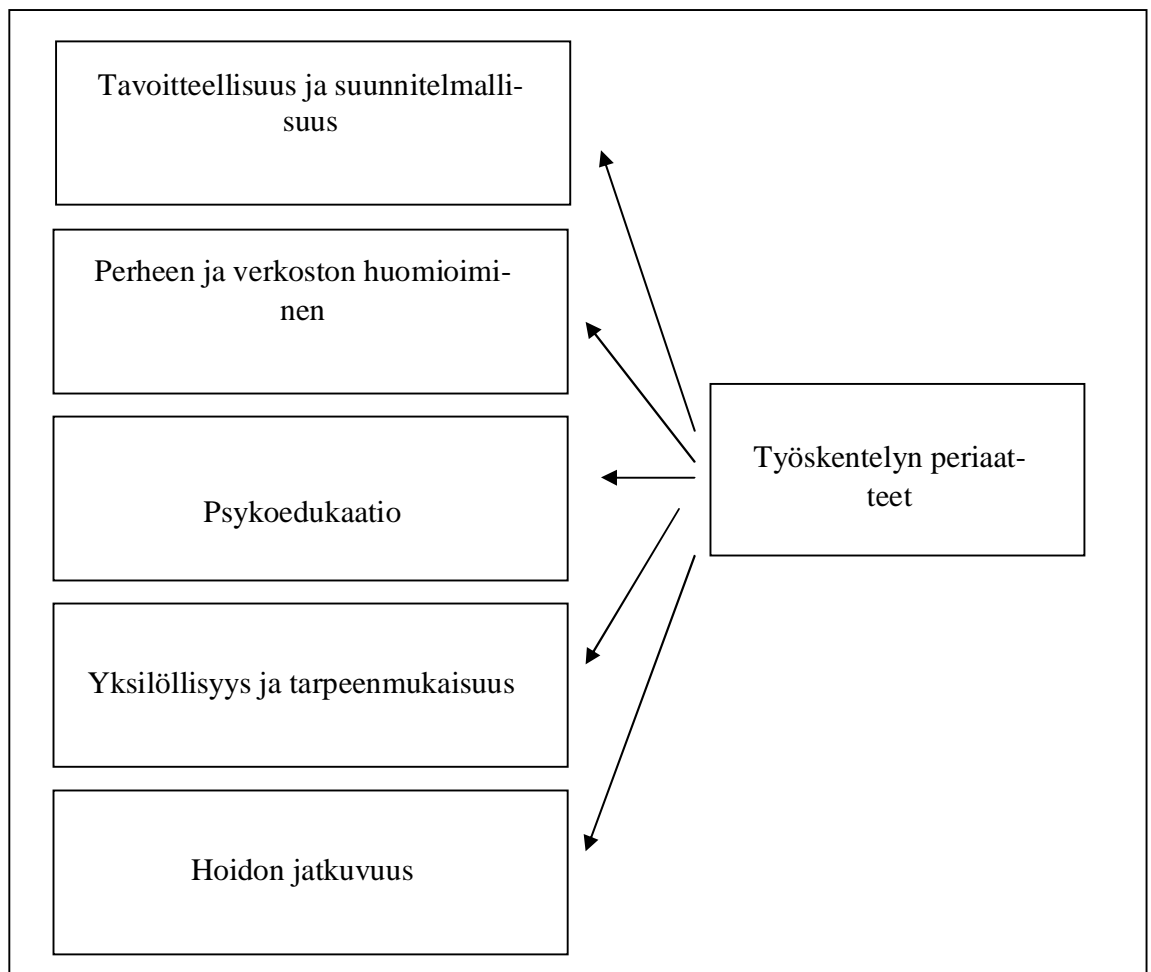 Tavoitteellisuus ja suunnitelmalli-
suus
Perheen ja verkoston huomioimi-
nen
Psykoedukaatio
Yksilöllisyys ja tarpeenmukaisuus
Hoidon jatkuvuus
Työskentelyn periaat-
teet